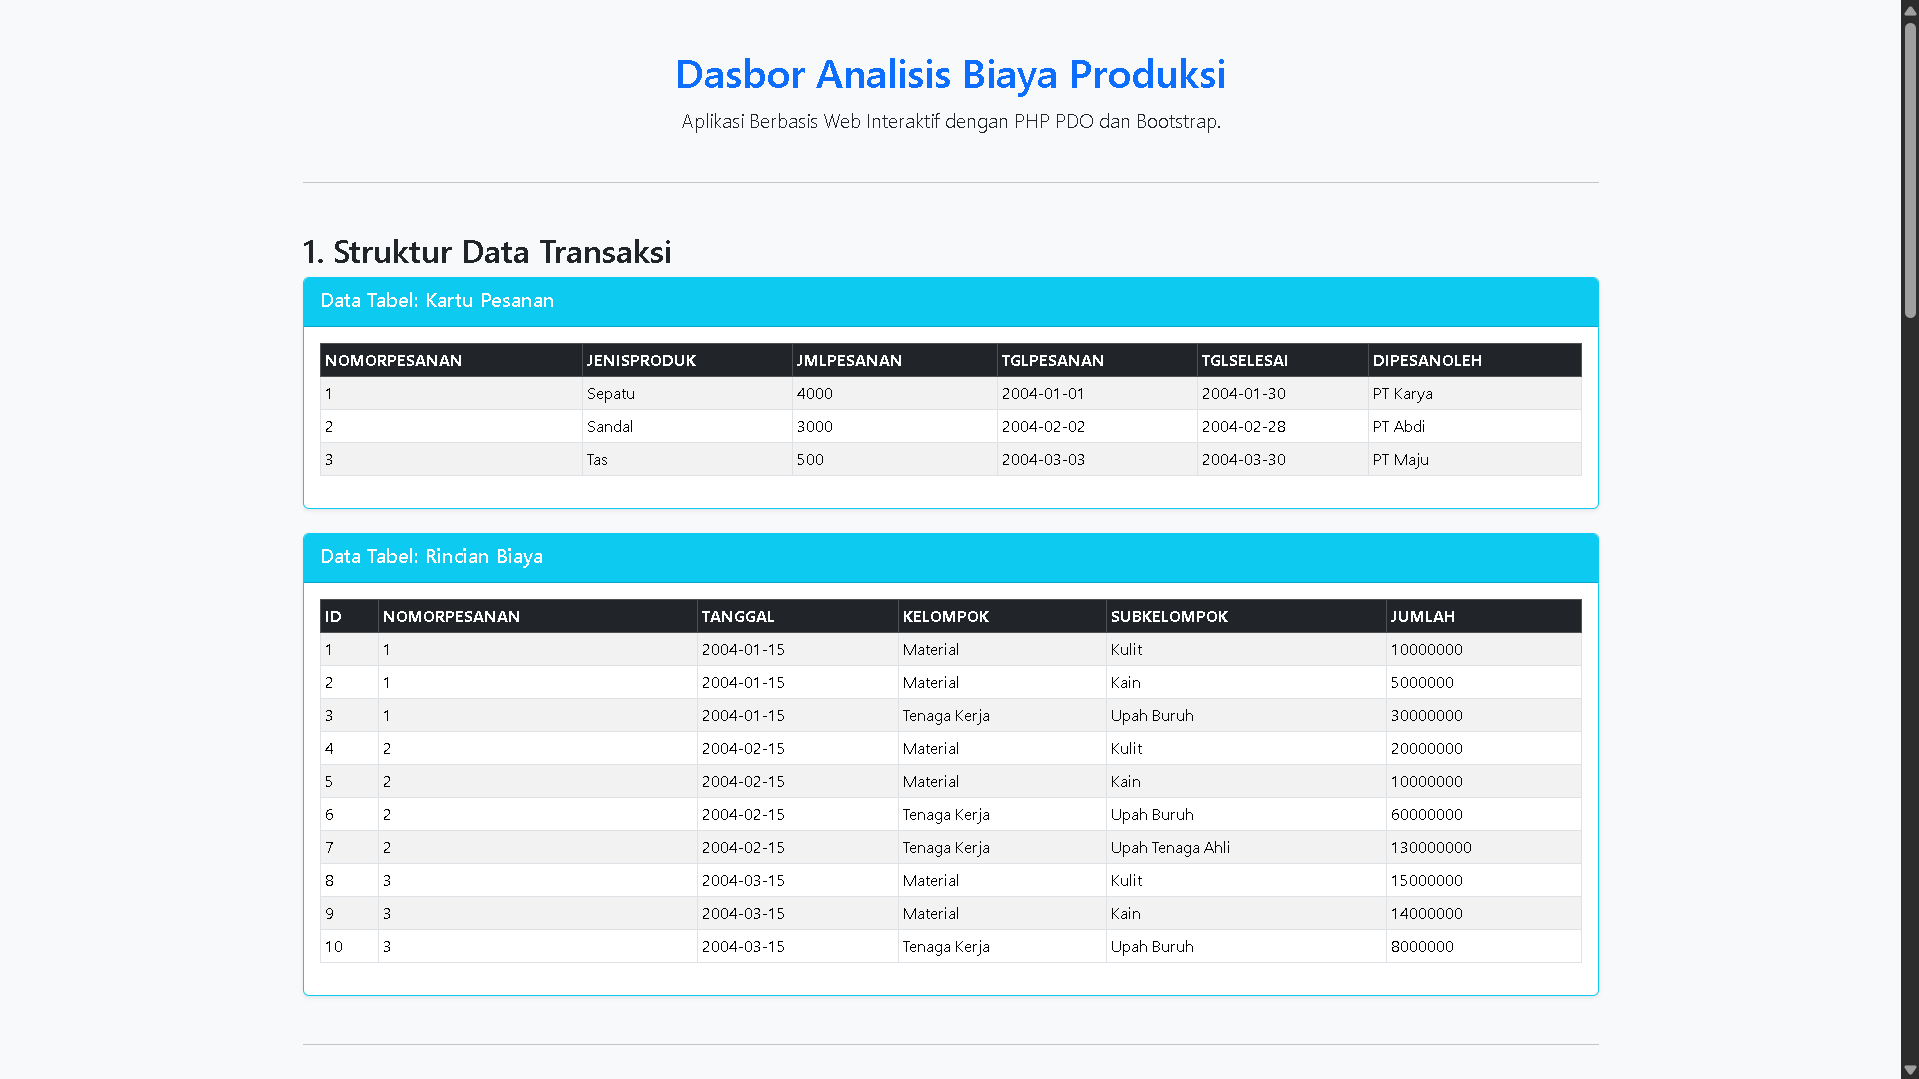 Dasbor Analisis Biaya Produksi
Aplikasi Berbasis Web Interaktif dengan PHP PDO dan Bootstrap.
1. Struktur Data Transaksi
Data Tabel: Kartu Pesanan
NOMORPESANAN JENISPRODUK JMLPESANAN TGLPESANAN TGLSELESAI DIPESANOLEH
1 Sepatu 4000 2004-01-01 2004-01-30 PT Karya
2 Sandal 3000 2004-02-02 2004-02-28 PT Abdi
3 Tas 500 2004-03-03 2004-03-30 PT Maju
Data Tabel: Rincian Biaya
ID NOMORPESANAN TANGGAL KELOMPOK SUBKELOMPOK JUMLAH
1 1 2004-01-15 Material Kulit 10000000
2 1 2004-01-15 Material Kain 5000000
3 1 2004-01-15 Tenaga Kerja Upah Buruh 30000000
4 2 2004-02-15 Material Kulit 20000000
5 2 2004-02-15 Material Kain 10000000
6 2 2004-02-15 Tenaga Kerja Upah Buruh 60000000
7 2 2004-02-15 Tenaga Kerja Upah Tenaga Ahli 130000000
8 3 2004-03-15 Material Kulit 15000000
9 3 2004-03-15 Material Kain 14000000
10 3 2004-03-15 Tenaga Kerja Upah Buruh 8000000